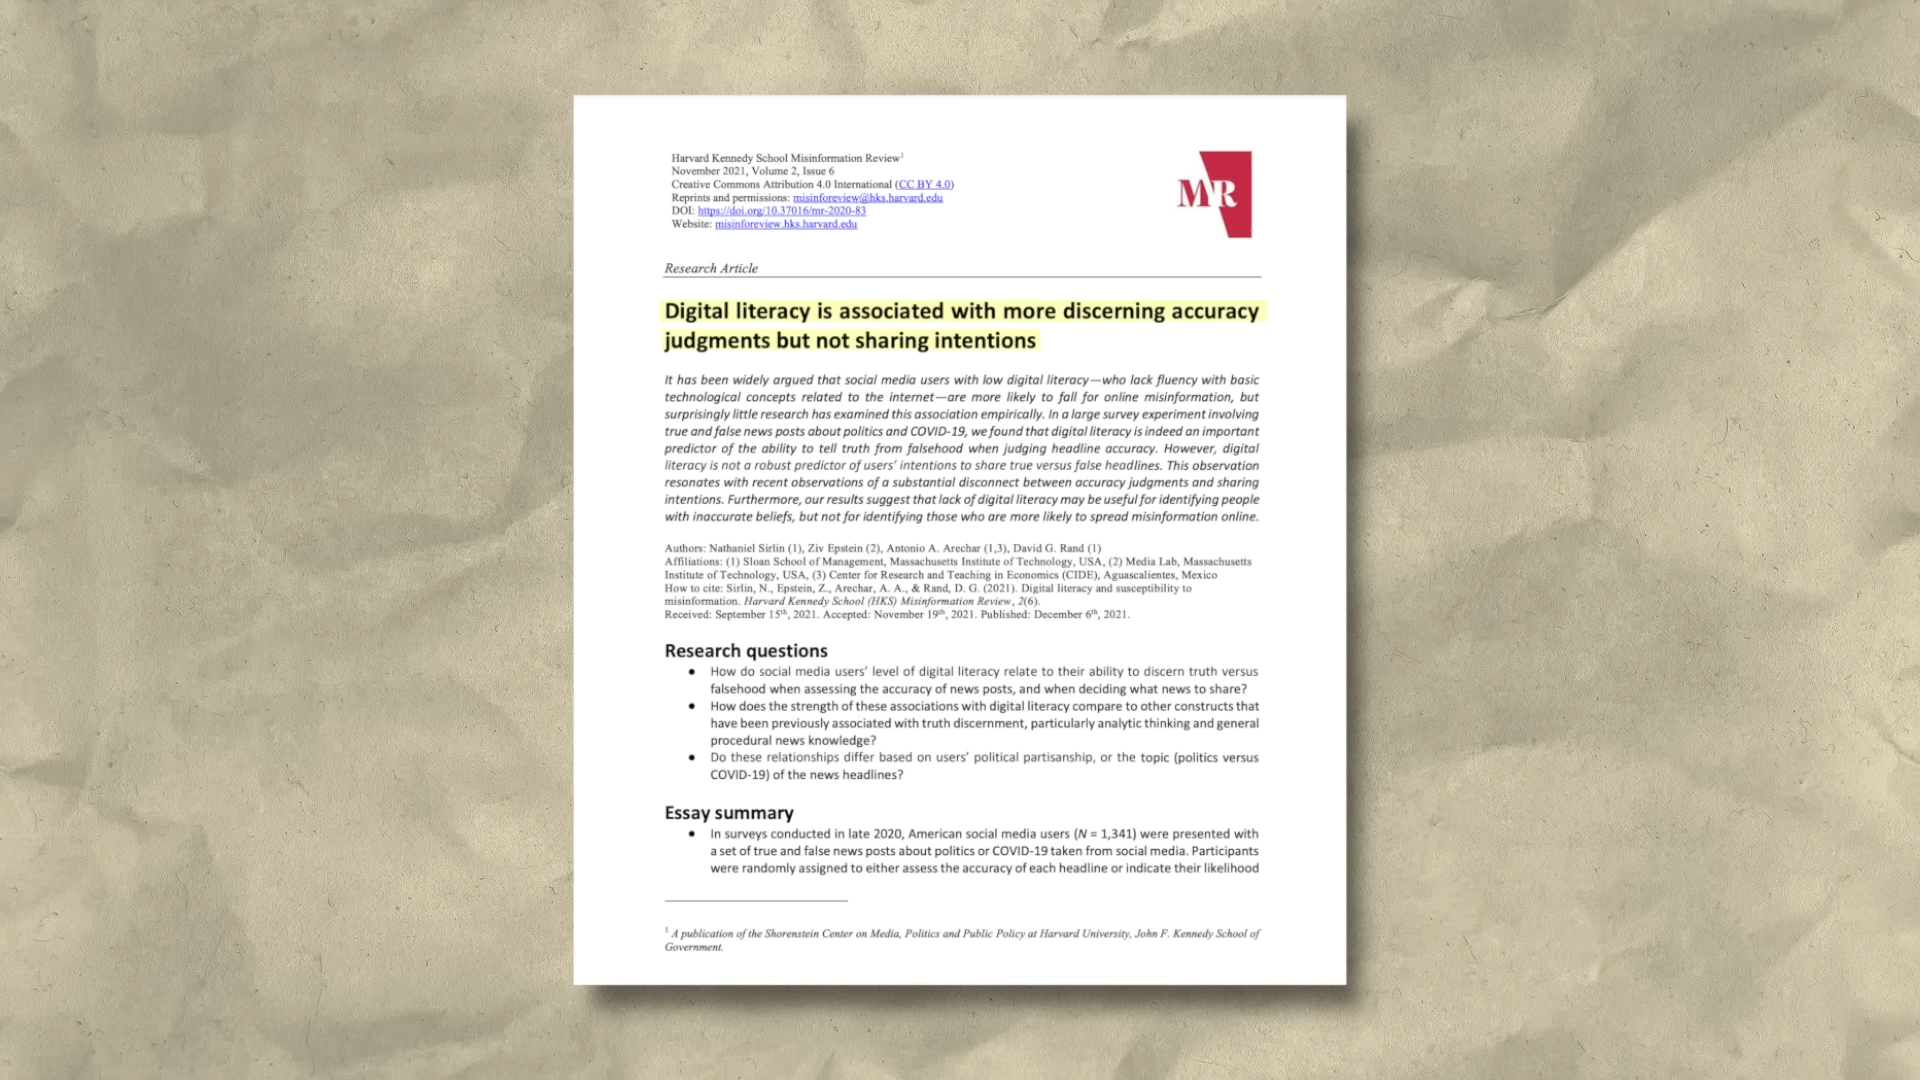 Harvard Kennedy School Misinformation Review¹
November 2021, Volume 2, Issue 6
Creative Commons Attribution 4.0 International (CC BY 4.0)
Reprints and permissions: misinforeview@hks.harvard.edu
DOI: https://doi.org/10.37016/mr-2020-83
Website: misinforeview.hks.harvard.edu
MR
Research Article
Digital literacy is associated with more discerning accuracy
judgments but not sharing intentions
It has been widely argued that social media users with low digital literacy—who lack fluency with basic
technological concepts related to the internet—are more likely to fall for online misinformation, but
surprisingly little research has examined this association empirically. In a large survey experiment involving
true and false news posts about politics and COVID-19, we found that digital literacy is indeed an important
predictor of the ability to tell truth from falsehood when judging headline accuracy. However, digital
literacy is not a robust predictor of users’ intentions to share true versus false headlines. This observation
resonates with recent observations of a substantial disconnect between accuracy judgments and sharing
intentions. Furthermore, our results suggest that lack of digital literacy may be useful for identifying people
with inaccurate beliefs, but not for identifying those who are more likely to spread misinformation online.
Authors: Nathaniel Sirlin (1), Ziv Epstein (2), Antonio A. Arechar (1,3), David G. Rand (1)
Affiliations: (1) Sloan School of Management, Massachusetts Institute of Technology, USA, (2) Media Lab, Massachusetts
Institute of Technology, USA, (3) Center for Research and Teaching in Economics (CIDE), Aguascalientes, Mexico
How to cite: Sirlin, N., Epstein, Z., Arechar, A. A., & Rand, D. G. (2021). Digital literacy and susceptibility to
misinformation. Harvard Kennedy School (HKS) Misinformation Review, 2(6).
Received: September 15th, 2021. Accepted: November 19th, 2021. Published: December 6th, 2021.
Research questions
● How do social media users’ level of digital literacy relate to their ability to discern truth versus
falsehood when assessing the accuracy of news posts, and when deciding what news to share?
● How does the strength of these associations with digital literacy compare to other constructs that
have been previously associated with truth discernment, particularly analytic thinking and general
procedural news knowledge?
● Do these relationships differ based on users’ political partisanship, or the topic (politics versus
COVID-19) of the news headlines?
Essay summary
● In surveys conducted in late 2020, American social media users (N = 1,341) were presented with
a set of true and false news posts about politics or COVID-19 taken from social media. Participants
were randomly assigned to either assess the accuracy of each headline or indicate their likelihood
¹ A publication of the Shorenstein Center on Media, Politics and Public Policy at Harvard University, John F. Kennedy School of
Government.